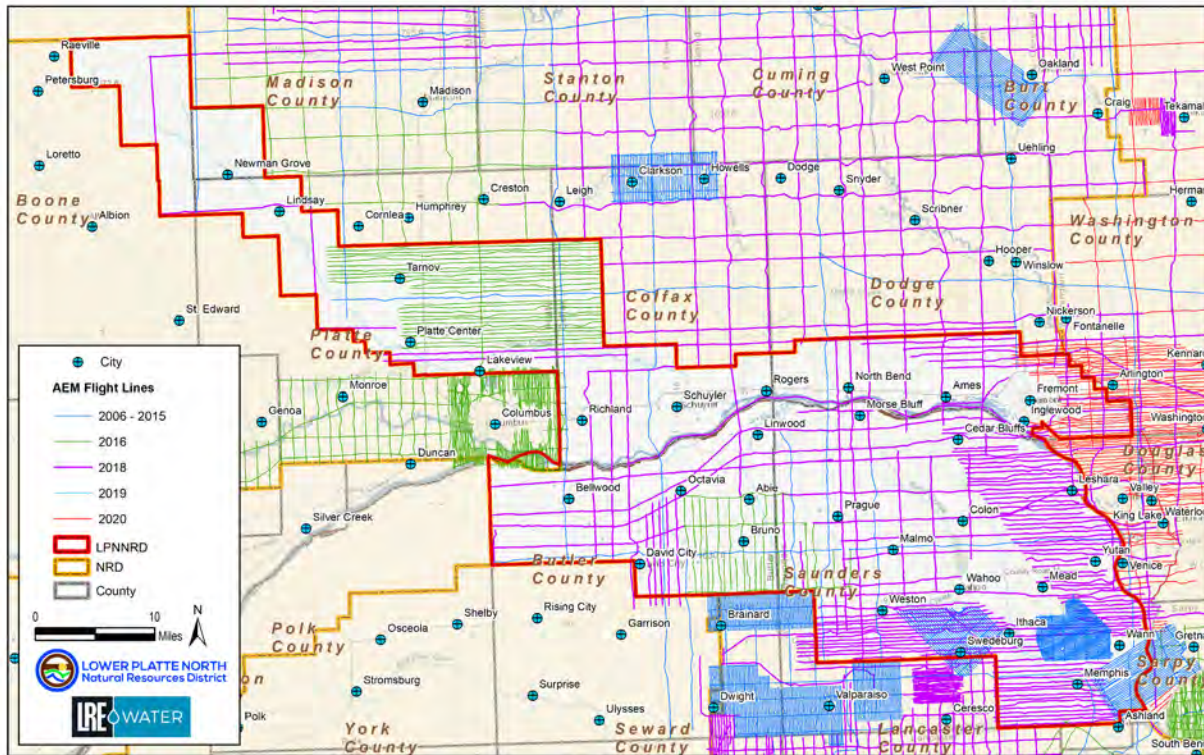 Raeville
Petersburg
Madison
County
Madison
Stanton
County
Cuming
County
West Point
Oakland
Burt
County
Craig
Tekamah
Loretto
Newman Grove
Clarkson
Howells
Dodge
Uehling
Snyder
Creston
Leigh
Herma
Boone
County
Albion
Lindsay
Cornlea
Humphrey
Scribner
Washington
County
Hooper
Winslow
Tarnov
Colfax
County
Dodge
County
St. Edward
Platte
County
Platte Center
Nickerson
Fontanelle
Kennar
Lakeview
Arlington
Monroe
Genoa
Columbus
Richland
Schuyler
Rogers
North Bend
Ames
Fremont
Inglewood
Washington
Morse Bluff
Linwood
Cedar Bluffs
Duncan
Douglas
County
Bellwood
Octavia
Abie
Leshara
Valley
King Lake
Waterloo
Silver Creek
Prague
Colon
Bruno
Malmo
Yutan
Venice
David City
Butler
County
Saunders
County
Wahoo
Mead
Weston
Shelby
Rising City
Brainard
Ithaca
Polk
County
Osceola
Garrison
Swedeburg
Wann
Gretn
Sarpy
County
Memphis
Stromsburg
Surprise
Dwight
Valparaiso
Ulysses
Ceresco
Ashland
Polk
York
County
Seward
County
Lancaster
County
South Ben
City
AEM Flight Lines
2006 - 2015
2016
2018
2019
2020
LPNNRD
NRD
County
0 10
Miles
N
LOWER PLATTE NORTH
Natural Resources District
LRE WATER